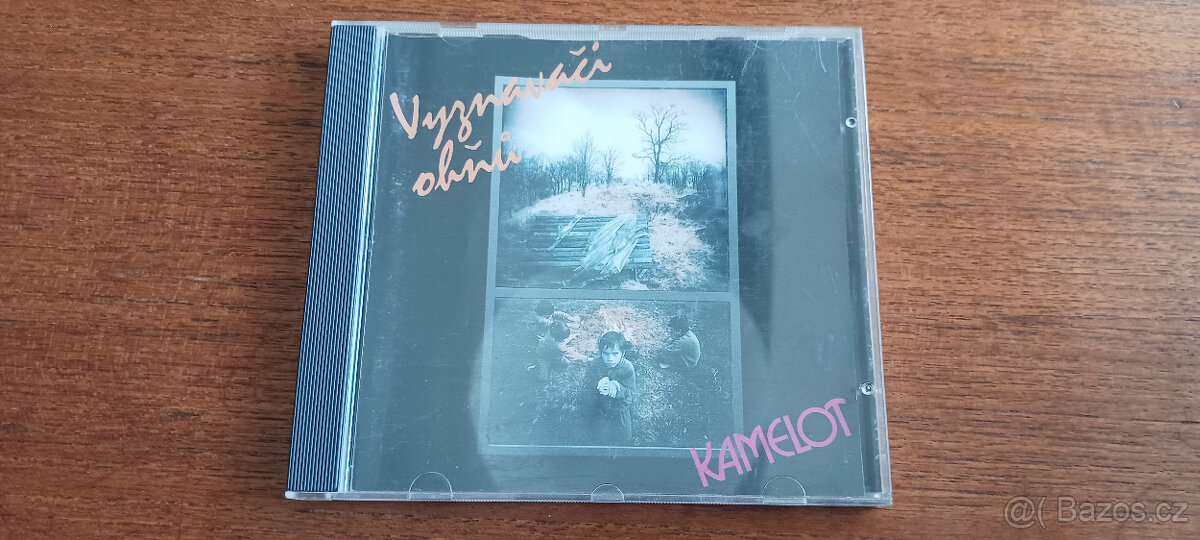 Vyznavači
ohňů
KAMELOT
@( Bazos.cz